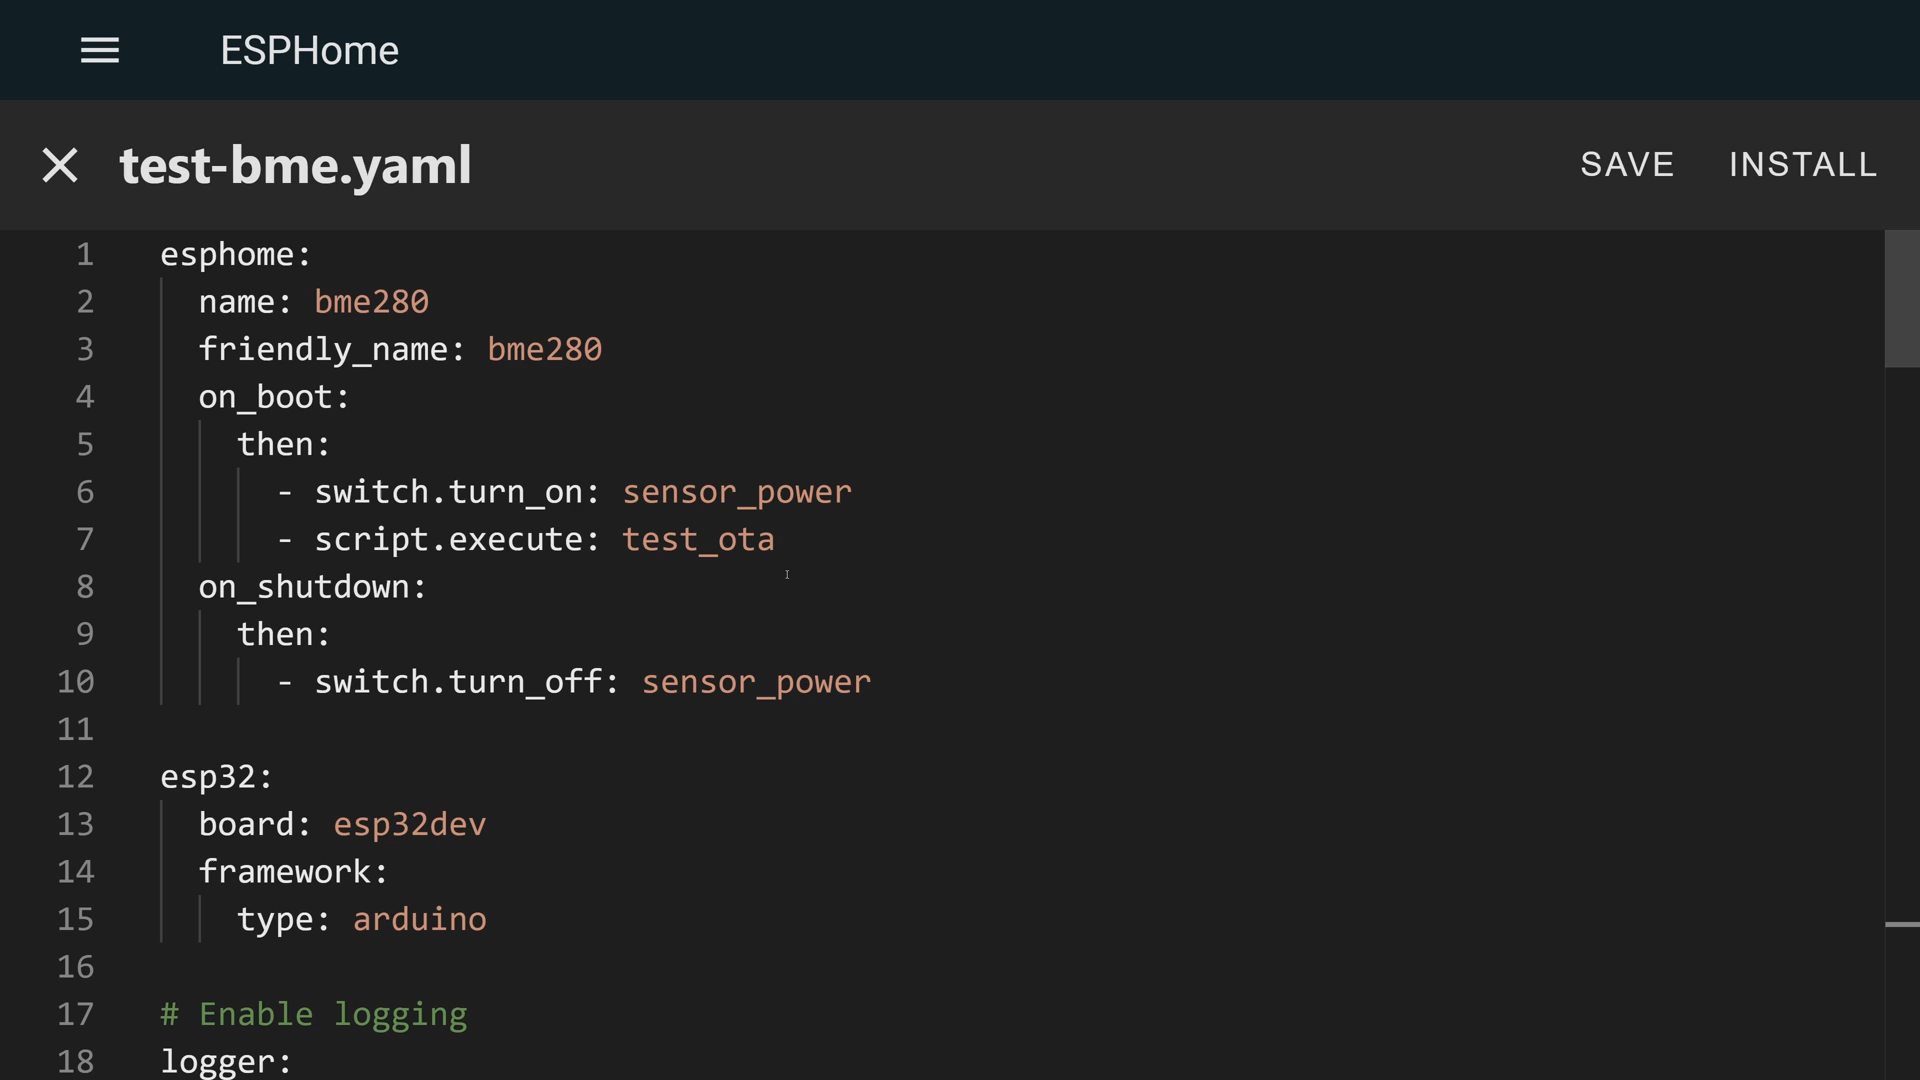 ESPHome
test-bme.yaml
SAVE
INSTALL
1 esphome:
2   name: bme280
3   friendly_name: bme280
4   on_boot:
5     then:
6       - switch.turn_on: sensor_power
7       - script.execute: test_ota
8   on_shutdown:
9     then:
10       - switch.turn_off: sensor_power
11
12 esp32:
13   board: esp32dev
14   framework:
15     type: arduino
16
17 # Enable logging
18 logger: